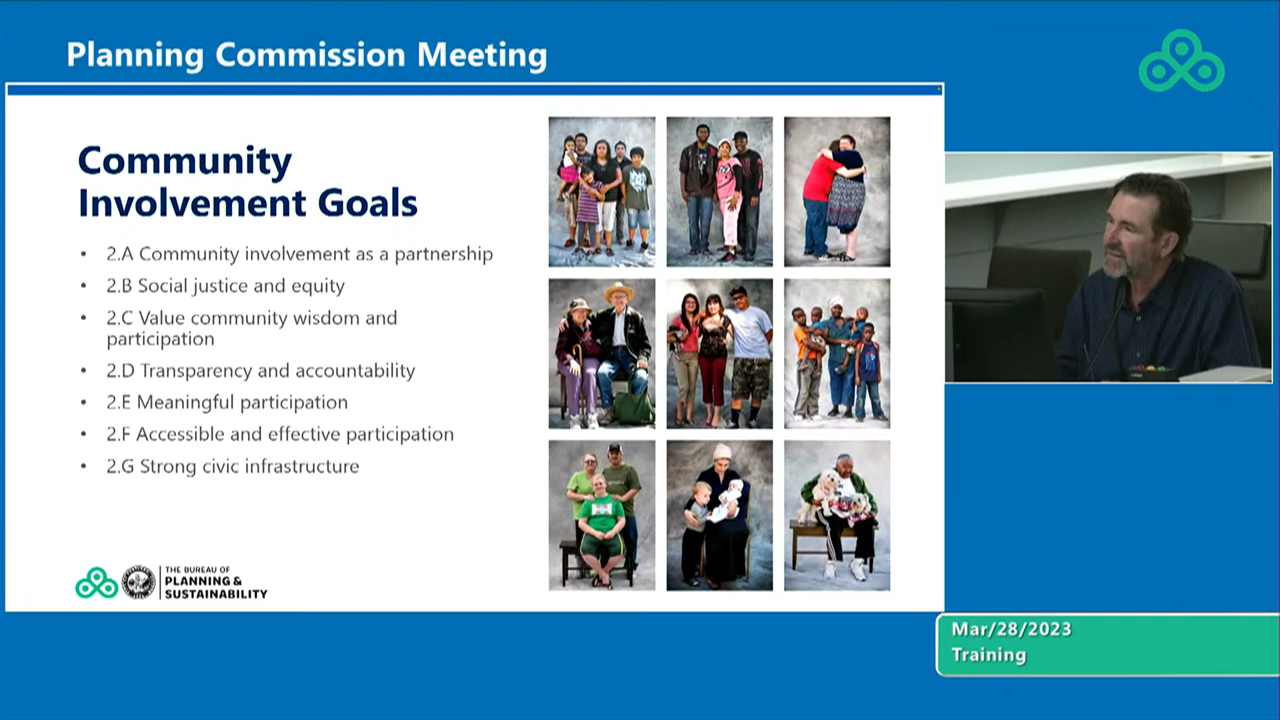 Planning Commission Meeting
Community
Involvement Goals
• 2.A Community involvement as a partnership
• 2.B Social justice and equity
• 2.C Value community wisdom and
participation
• 2.D Transparency and accountability
• 2.E Meaningful participation
• 2.F Accessible and effective participation
• 2.G Strong civic infrastructure
THE BUREAU OF
PLANNING &
SUSTAINABILITY
Mar/28/2023
Training